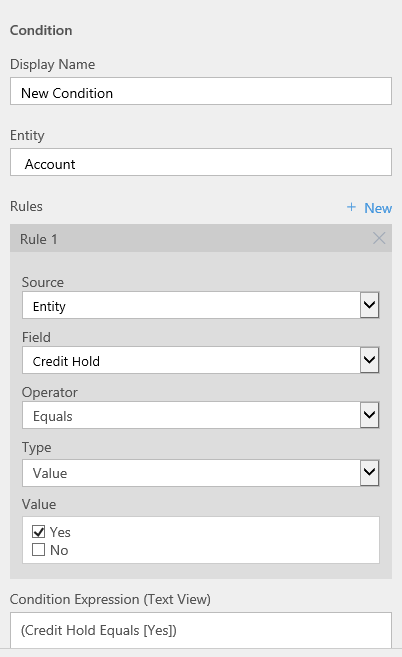 Condition
Display Name
New Condition
Entity
Account
Rules + New
Rule 1
Source
Entity
Field
Credit Hold
Operator
Equals
Type
Value
Value
Yes
No
Condition Expression (Text View)
(Credit Hold Equals [Yes])